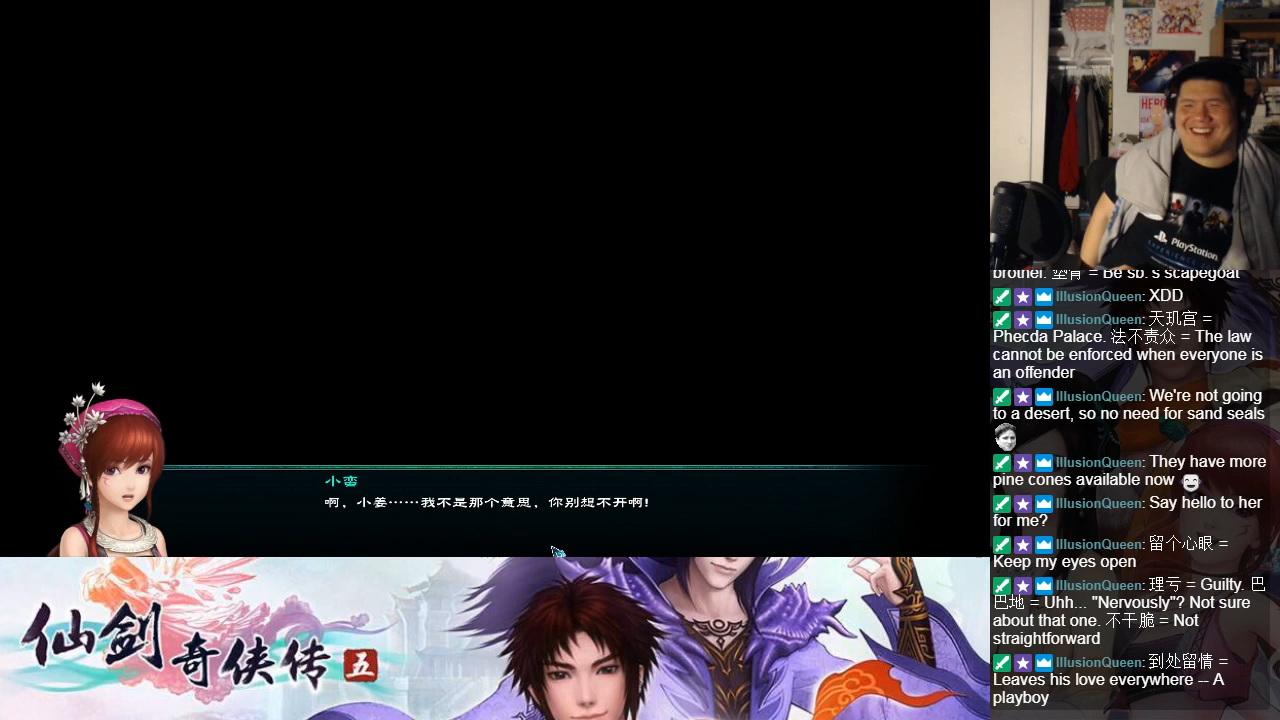 小蛮
啊，小姜……我不是那个意思，你别想不开啊！
仙剑奇侠传五
HERO
PlayStation
EXPERIENCE
brother. 垫背 = Be sb.'s scapegoat
IllusionQueen: XDD
IllusionQueen: 天玑宫 =
Phecda Palace. 法不责众 = The law
cannot be enforced when everyone is
an offender
IllusionQueen: We're not going
to a desert, so no need for sand seals
IllusionQueen: They have more
pine cones available now
IllusionQueen: Say hello to her
for me?
IllusionQueen: 留个心眼 =
Keep my eyes open
IllusionQueen: 理亏 = Guilty. 巴
巴地 = Uhh... "Nervously"? Not sure
about that one. 不干脆 = Not
straightforward
IllusionQueen: 到处留情 =
Leaves his love everywhere -- A
playboy